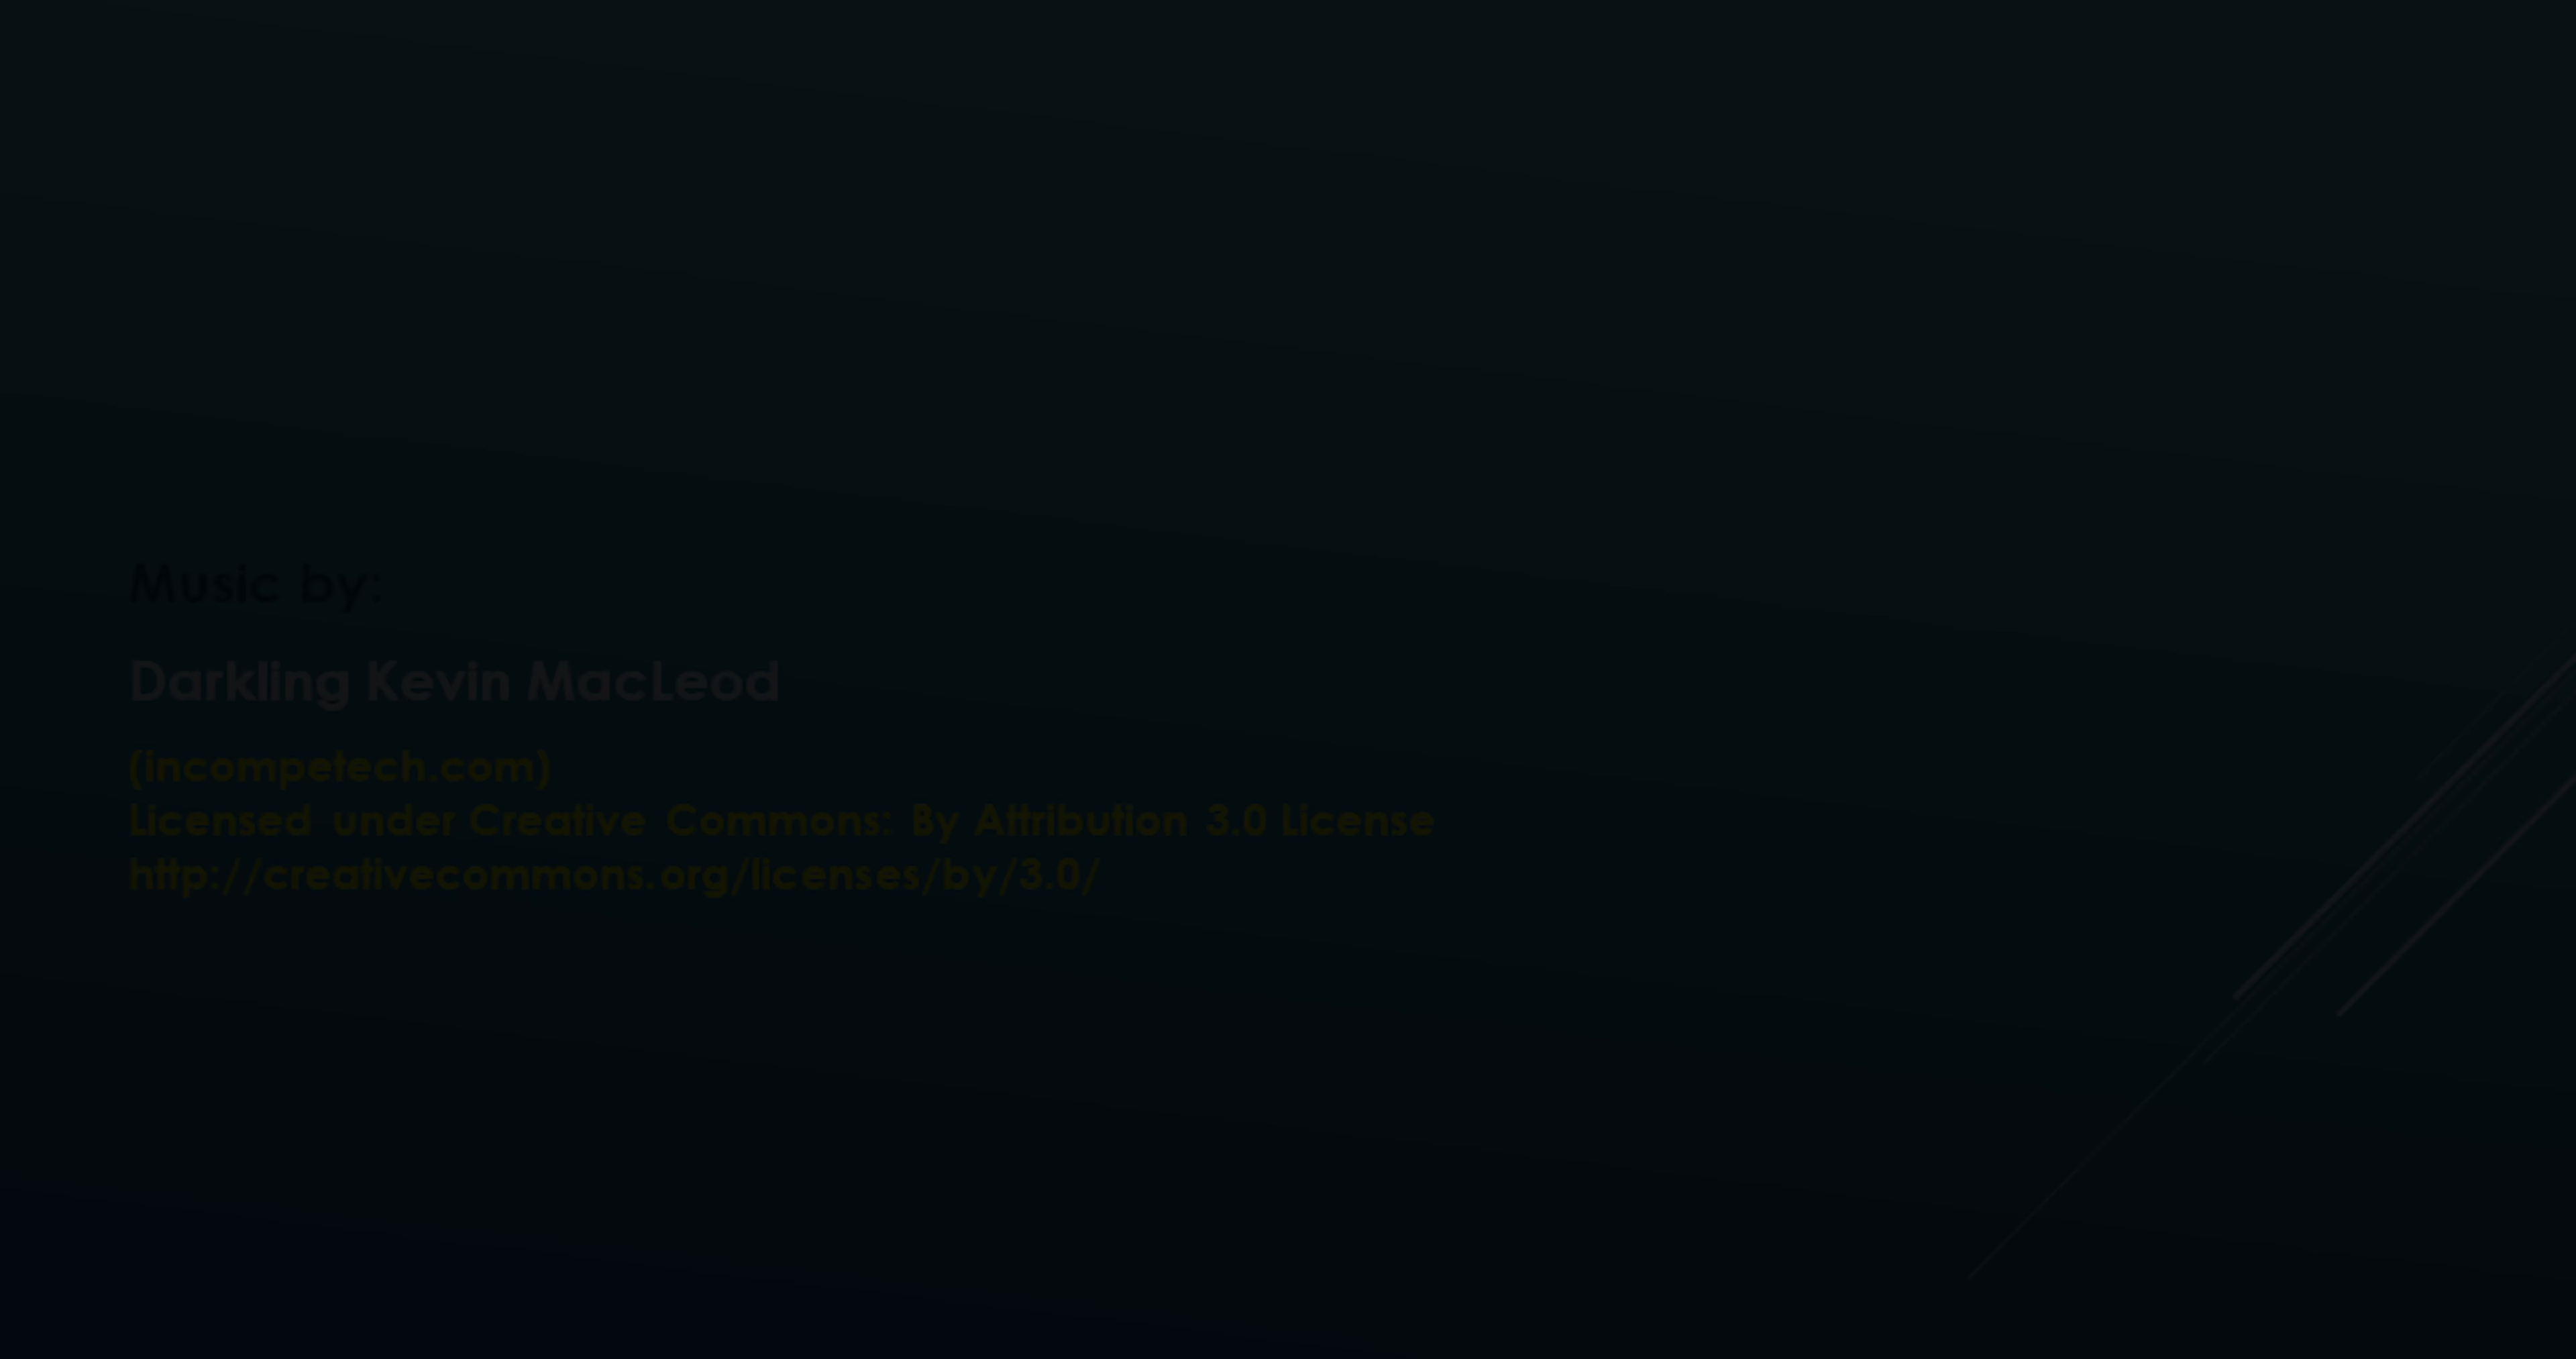 Music by:
Darkling Kevin MacLeod
(incompetech.com)
Licensed under Creative Commons: By Attribution 3.0 License
http://creativecommons.org/licenses/by/3.0/